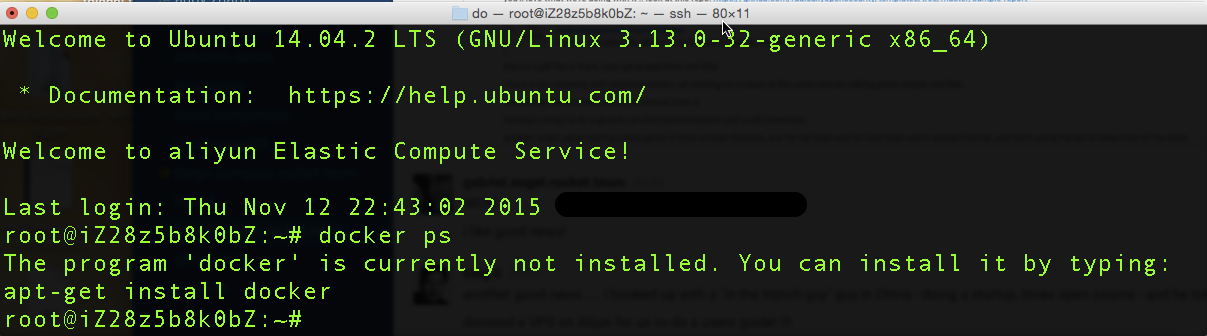 do — root@iZ28z5b8k0bZ: ~ — ssh — 80×11
Welcome to Ubuntu 14.04.2 LTS (GNU/Linux 3.13.0-32-generic x86_64)
* Documentation:  https://help.ubuntu.com/
Welcome to aliyun Elastic Compute Service!
Last login: Thu Nov 12 22:43:02 2015
root@iZ28z5b8k0bZ:~# docker ps
The program 'docker' is currently not installed. You can install it by typing:
apt-get install docker
root@iZ28z5b8k0bZ:~#